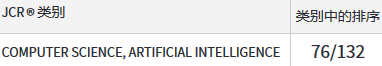 JCR® 类别 类别中的排序
COMPUTER SCIENCE, ARTIFICIAL INTELLIGENCE 76/132